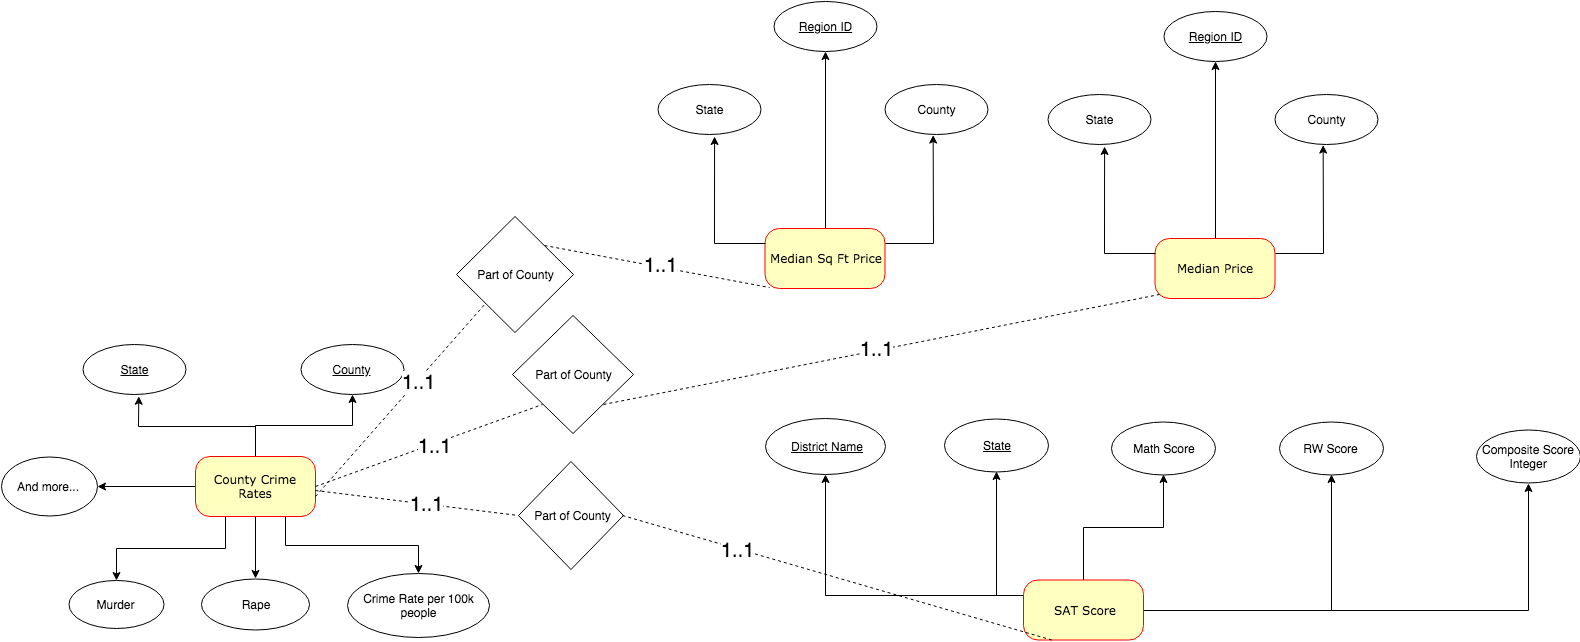 Region ID
Region ID
State
County
State
County
Median Sq Ft Price
Median Price
Part of County
1..1
Part of County
1..1
State
County
1..1
1..1
District Name
State
Math Score
RW Score
Composite Score
Integer
And more...
County Crime
Rates
1..1
Part of County
1..1
Murder
Rape
Crime Rate per 100k
people
SAT Score